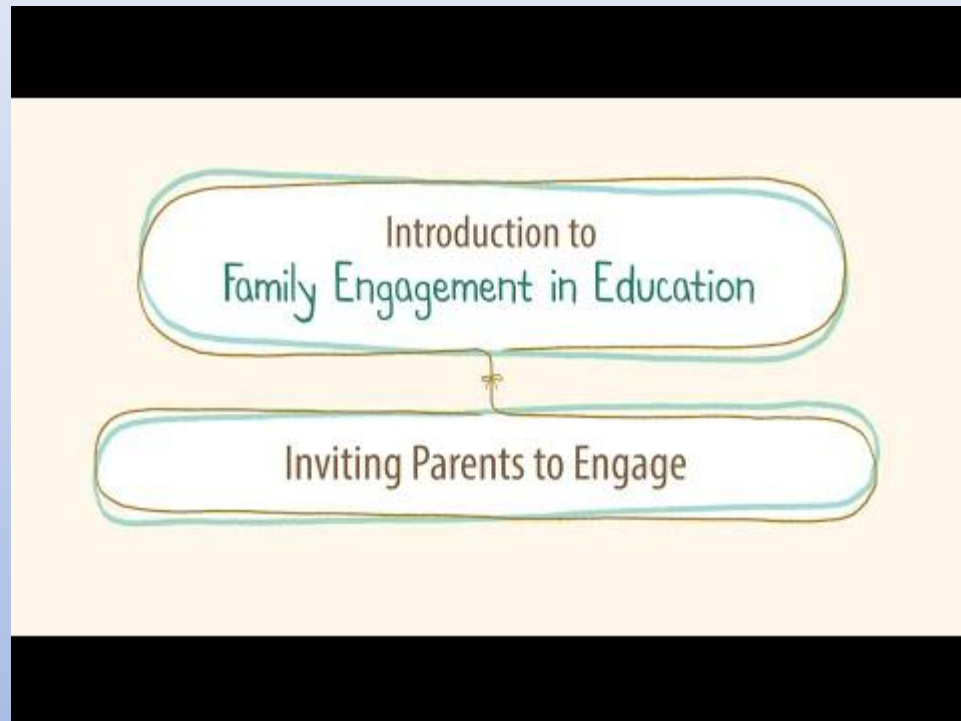 Introduction to
Family Engagement in Education
Inviting Parents to Engage